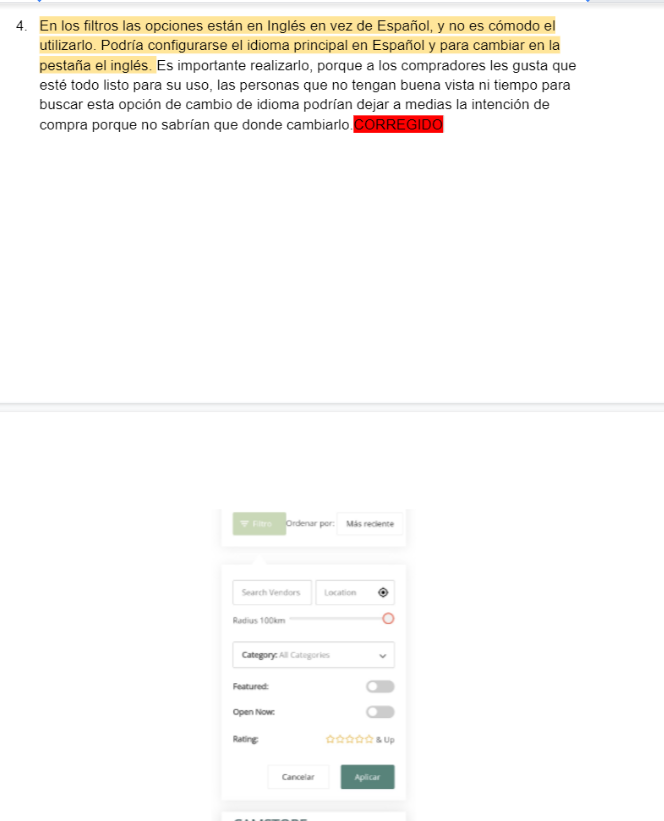 4. En los filtros las opciones están en Inglés en vez de Español, y no es cómodo el
utilizarlo. Podría configurarse el idioma principal en Español y para cambiar en la
pestaña el inglés. Es importante realizarlo, porque a los compradores les gusta que
esté todo listo para su uso, las personas que no tengan buena vista ni tiempo para
buscar esta opción de cambio de idioma podrían dejar a medias la intención de
compra porque no sabrían que donde cambiarlo.CORREGIDO
Filtro Ordenar por: Más reciente
Search Vendors Location
Radius 100km
Category: All Categories
Featured:
Open Now:
Rating: & Up
Cancelar Aplicar